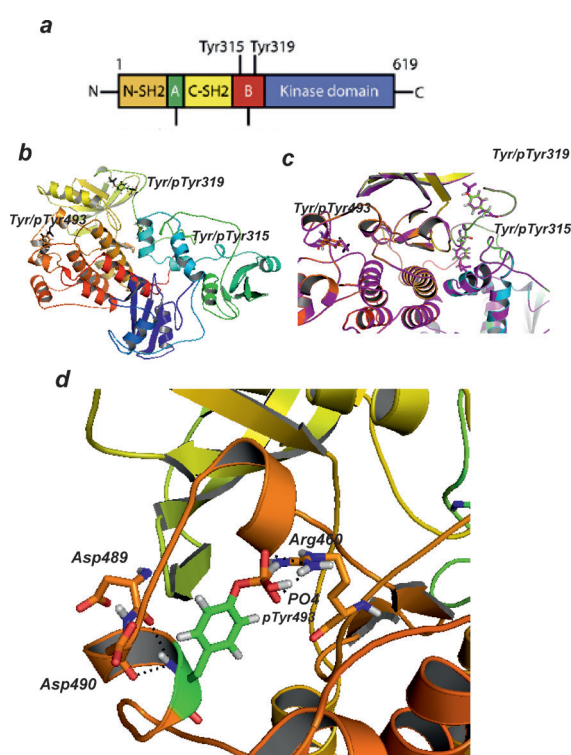 a
Tyr315 Tyr319
1 619
N N-SH2 A C-SH2 B Kinase domain C
b
Tyr/pTyr319
Tyr/pTyr493
Tyr/pTyr315
c
Tyr/pTyr319
Tyr/pTyr493
Tyr/pTyr315
d
Arg460
Asp489
PO4
pTyr493
Asp490